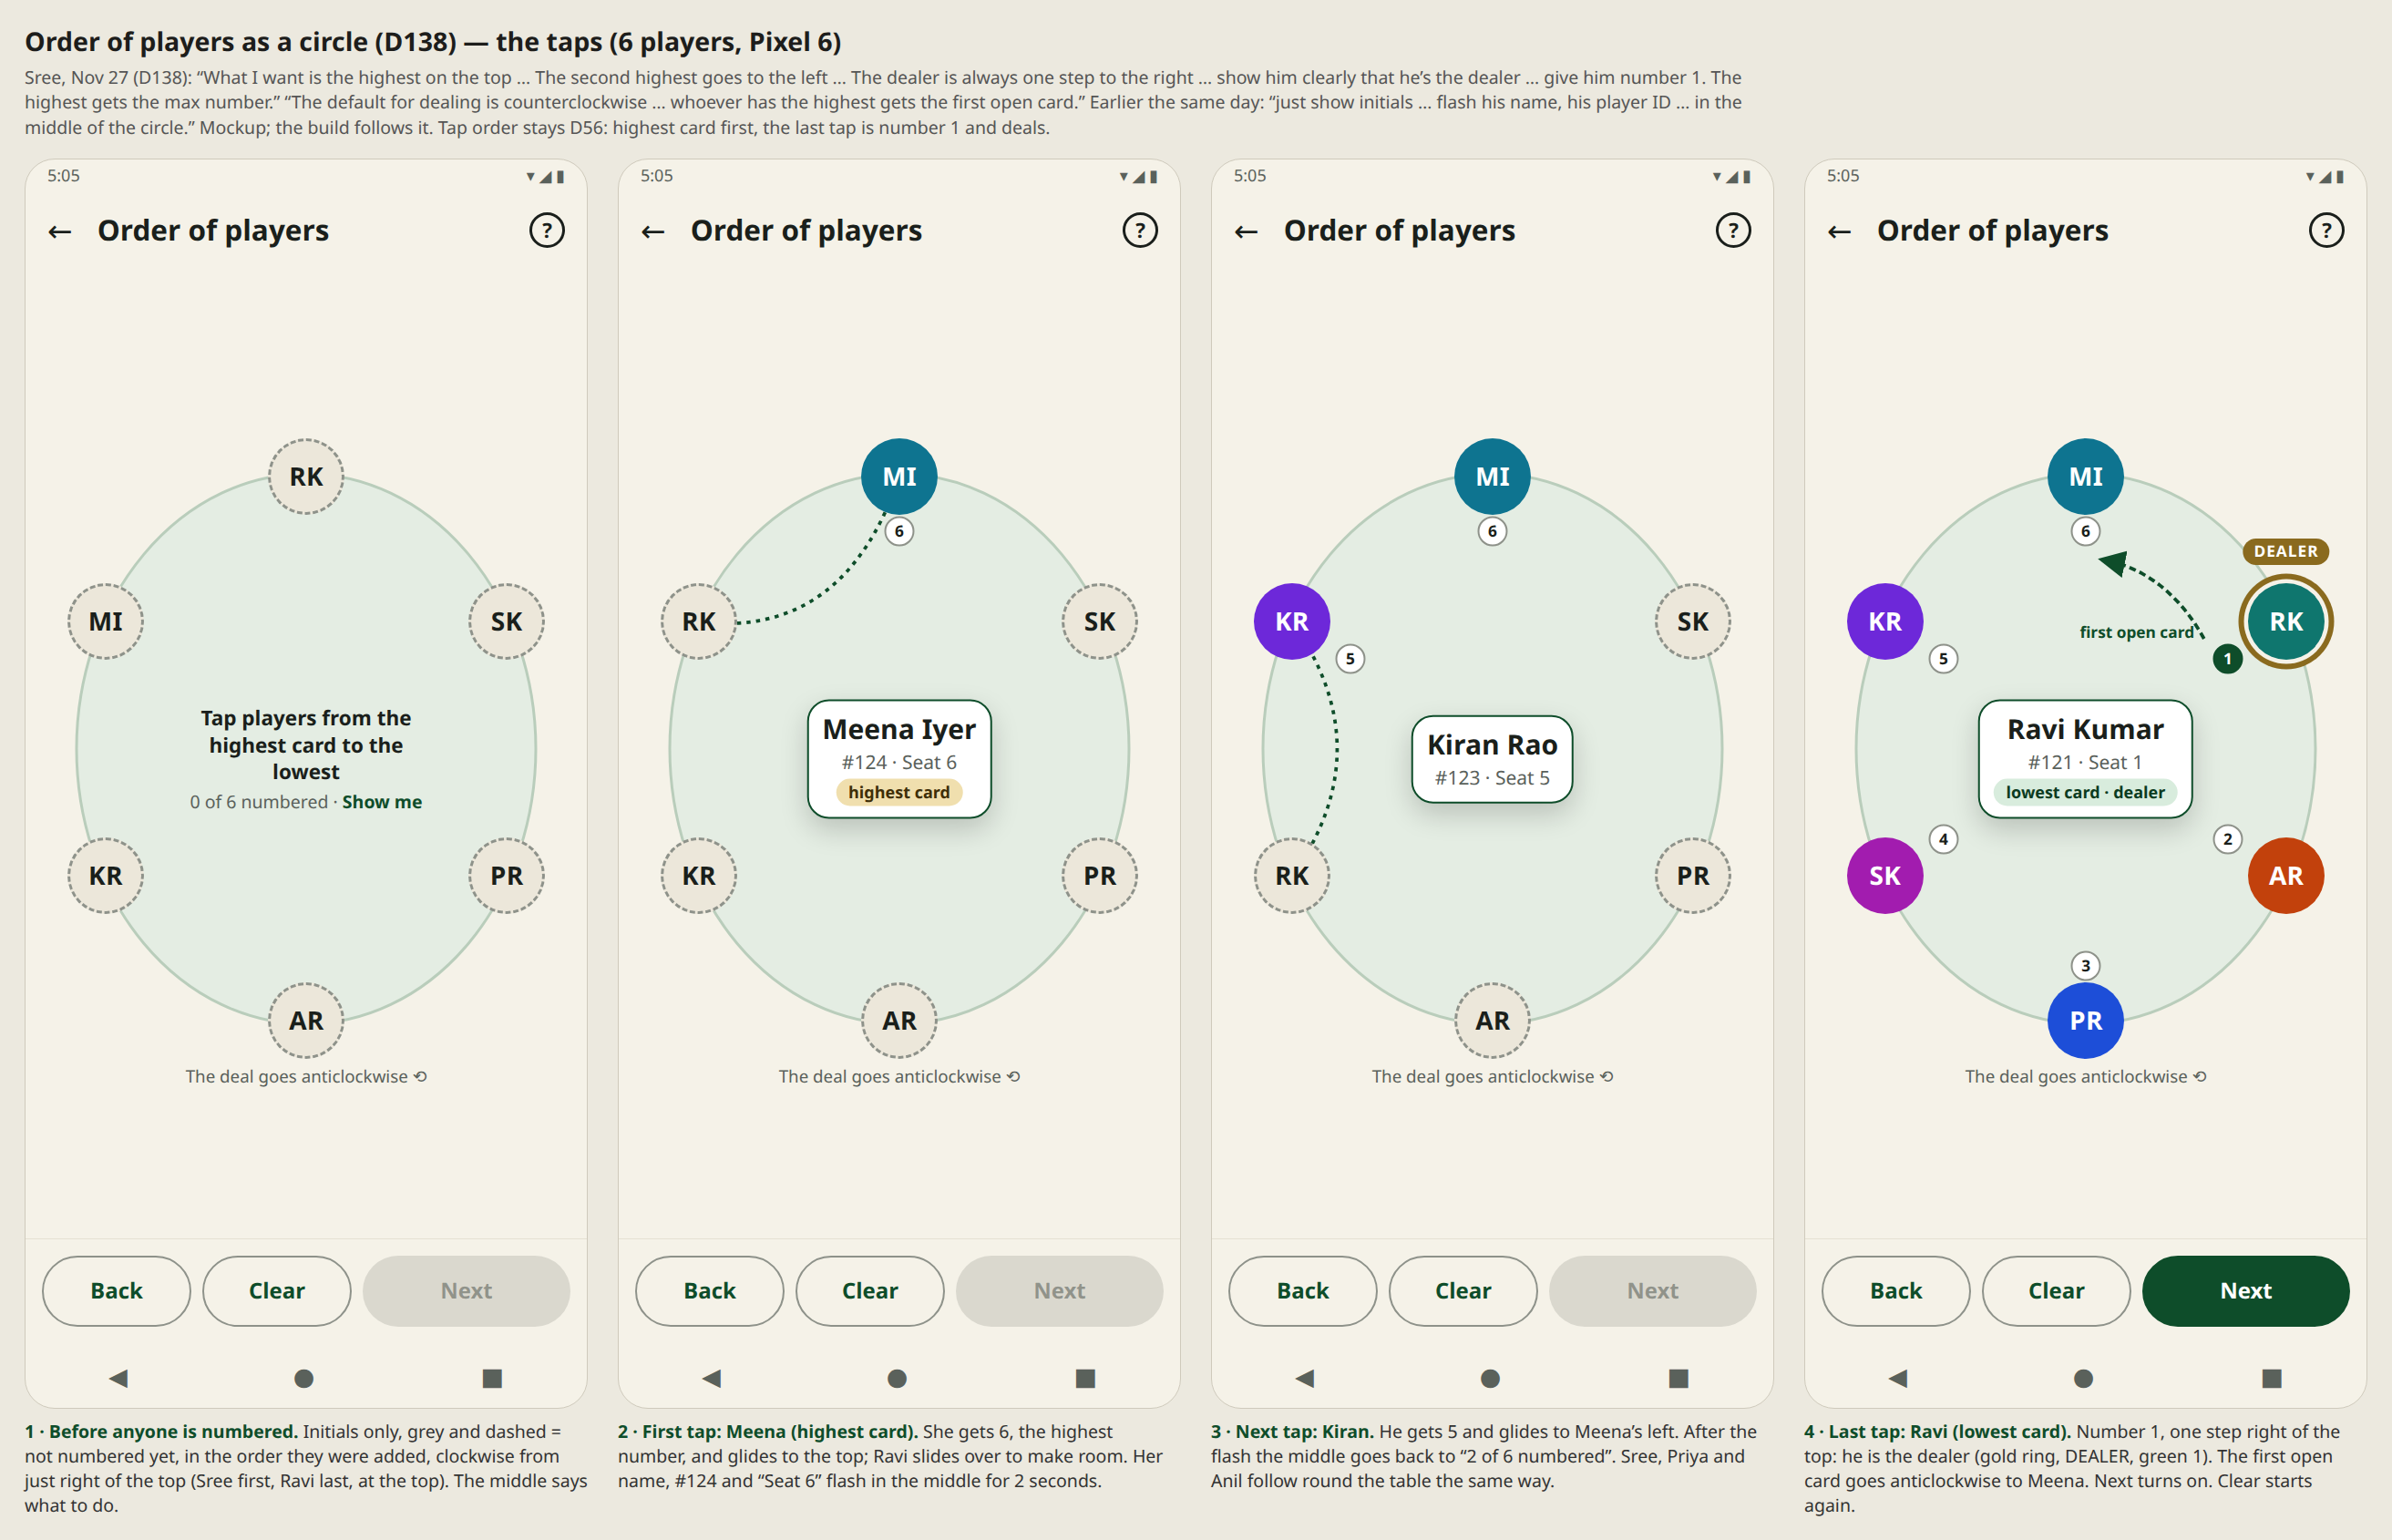 Order of players as a circle (D138) — the taps (6 players, Pixel 6)
Sree, Nov 27 (D138): “What I want is the highest on the top ... The second highest goes to the left ... The dealer is always one step to the right ... show him clearly that he’s the dealer ... give him number 1. The
highest gets the max number.” “The default for dealing is counterclockwise ... whoever has the highest gets the first open card.” Earlier the same day: “just show initials ... flash his name, his player ID ... in the
middle of the circle.” Mockup; the build follows it. Tap order stays D56: highest card first, the last tap is number 1 and deals.
5:05
← Order of players ?
RK
MI
SK
Tap players from the
highest card to the
lowest
0 of 6 numbered · Show me
KR
PR
AR
The deal goes anticlockwise ⟲
Back Clear Next
1 · Before anyone is numbered. Initials only, grey and dashed =
not numbered yet, in the order they were added, clockwise from
just right of the top (Sree first, Ravi last, at the top). The middle says
what to do.
5:05
← Order of players ?
MI
6
RK
SK
Meena Iyer
#124 · Seat 6
highest card
KR
PR
AR
The deal goes anticlockwise ⟲
Back Clear Next
2 · First tap: Meena (highest card). She gets 6, the highest
number, and glides to the top; Ravi slides over to make room. Her
name, #124 and “Seat 6” flash in the middle for 2 seconds.
5:05
← Order of players ?
MI
6
KR
SK
5
Kiran Rao
#123 · Seat 5
RK
PR
AR
The deal goes anticlockwise ⟲
Back Clear Next
3 · Next tap: Kiran. He gets 5 and glides to Meena’s left. After the
flash the middle goes back to “2 of 6 numbered”. Sree, Priya and
Anil follow round the table the same way.
5:05
← Order of players ?
MI
6
DEALER
KR
RK
first open card
5
1
Ravi Kumar
#121 · Seat 1
lowest card · dealer
4
2
SK
AR
3
PR
The deal goes anticlockwise ⟲
Back Clear Next
4 · Last tap: Ravi (lowest card). Number 1, one step right of the
top: he is the dealer (gold ring, DEALER, green 1). The first open
card goes anticlockwise to Meena. Next turns on. Clear starts
again.